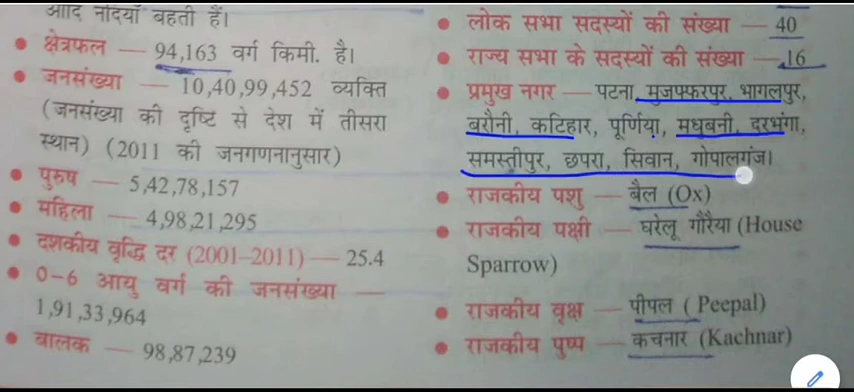 आदि नदियाँ बहती हैं।
• क्षेत्रफल — 94,163 वर्ग किमी. है।
• जनसंख्या — 10,40,99,452 व्यक्ति
(जनसंख्या की दृष्टि से देश में तीसरा
स्थान) (2011 की जनगणनानुसार)
• पुरुष — 5,42,78,157
• महिला — 4,98,21,295
• दशकीय वृद्धि दर (2001–2011) — 25.4
• 0–6 आयु वर्ग की जनसंख्या —
1,91,33,964
• बालक — 98,87,239
• लोक सभा सदस्यों की संख्या — 40
• राज्य सभा के सदस्यों की संख्या — 16
• प्रमुख नगर — पटना, मुजफ्फरपुर, भागलपुर,
बरौनी, कटिहार, पूर्णिया, मधुबनी, दरभंगा,
समस्तीपुर, छपरा, सिवान, गोपालगंज।
• राजकीय पशु — बैल (Ox)
• राजकीय पक्षी — घरेलू गौरैया (House
Sparrow)
• राजकीय वृक्ष — पीपल ( Peepal)
• राजकीय पुष्प — कचनार (Kachnar)